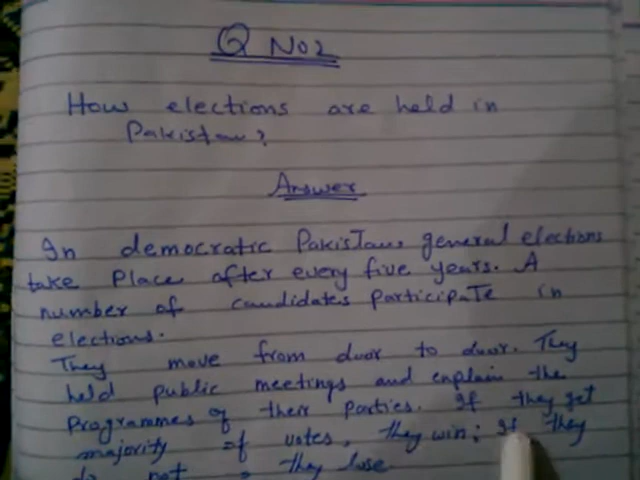 Q No 2
How elections are held in
Pakistan?
Answer
In democratic Pakistan general elections
take Place after every five years. A
number of candidates participate in
elections.
They move from door to door. They
held public meetings and explain the
Programmes of their parties. If they get
majority of votes, they win; If they
do not, they lose